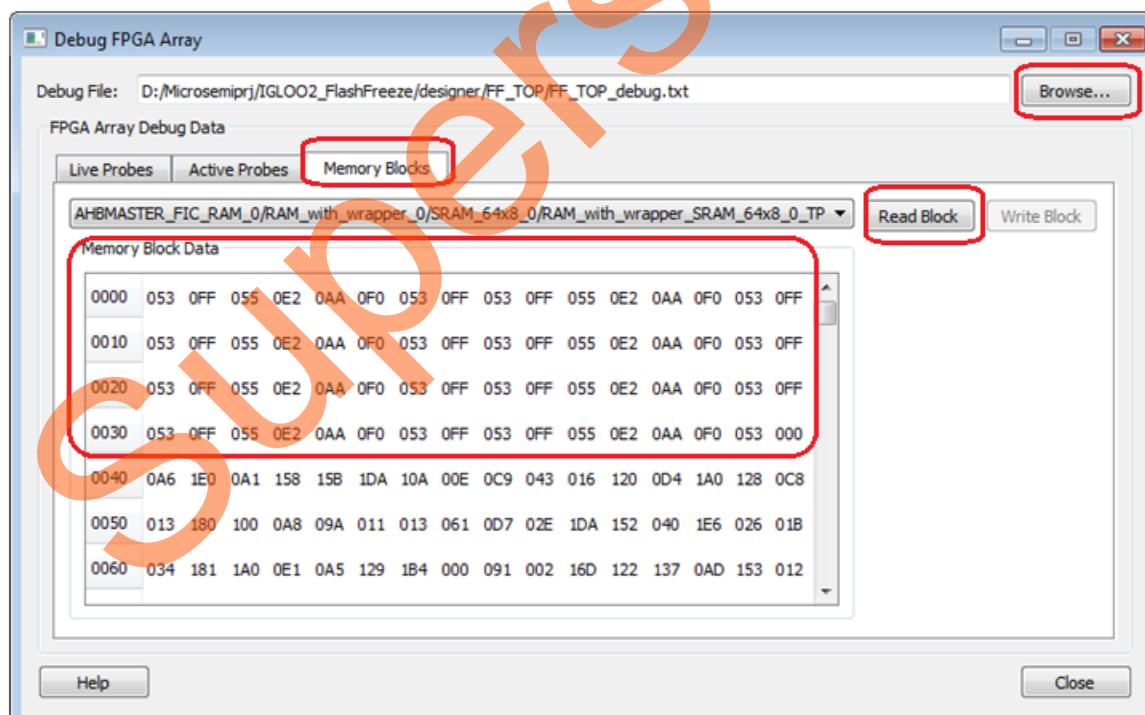 Debug FPGA Array
Debug File: D:/Microsemiprj/IGLOO2_FlashFreeze/designer/FF_TOP/FF_TOP_debug.txt Browse...
FPGA Array Debug Data
Live Probes Active Probes Memory Blocks
AHBMASTER_FIC_RAM_0/RAM_with_wrapper_0/SRAM_64x8_0/RAM_with_wrapper_SRAM_64x8_0_TP Read Block Write Block
Memory Block Data
0000 053 0FF 055 0E2 0AA 0F0 053 0FF 053 0FF 055 0E2 0AA 0F0 053 0FF
0010 053 0FF 055 0E2 0AA 0F0 053 0FF 053 0FF 055 0E2 0AA 0F0 053 0FF
0020 053 0FF 055 0E2 0AA 0F0 053 0FF 053 0FF 055 0E2 0AA 0F0 053 0FF
0030 053 0FF 055 0E2 0AA 0F0 053 0FF 053 0FF 055 0E2 0AA 0F0 053 000
0040 0A6 1E0 0A1 158 15B 1DA 10A 00E 0C9 043 016 120 0D4 1A0 128 0C8
0050 013 180 100 0A8 09A 011 013 061 0D7 02E 1DA 152 040 1E6 026 01B
0060 034 181 1A0 0E1 0A5 129 1B4 000 091 002 16D 122 137 0AD 153 012
Help Close
Supers